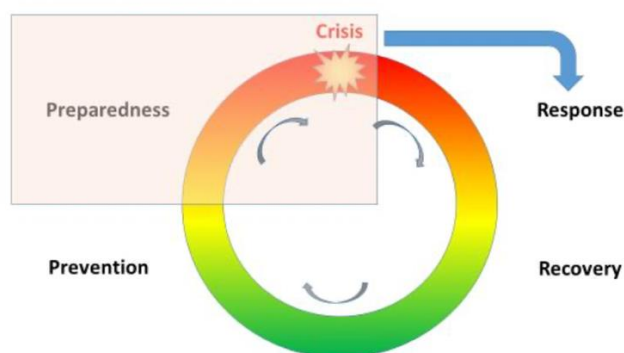 Crisis
Preparedness
Response
Prevention
Recovery